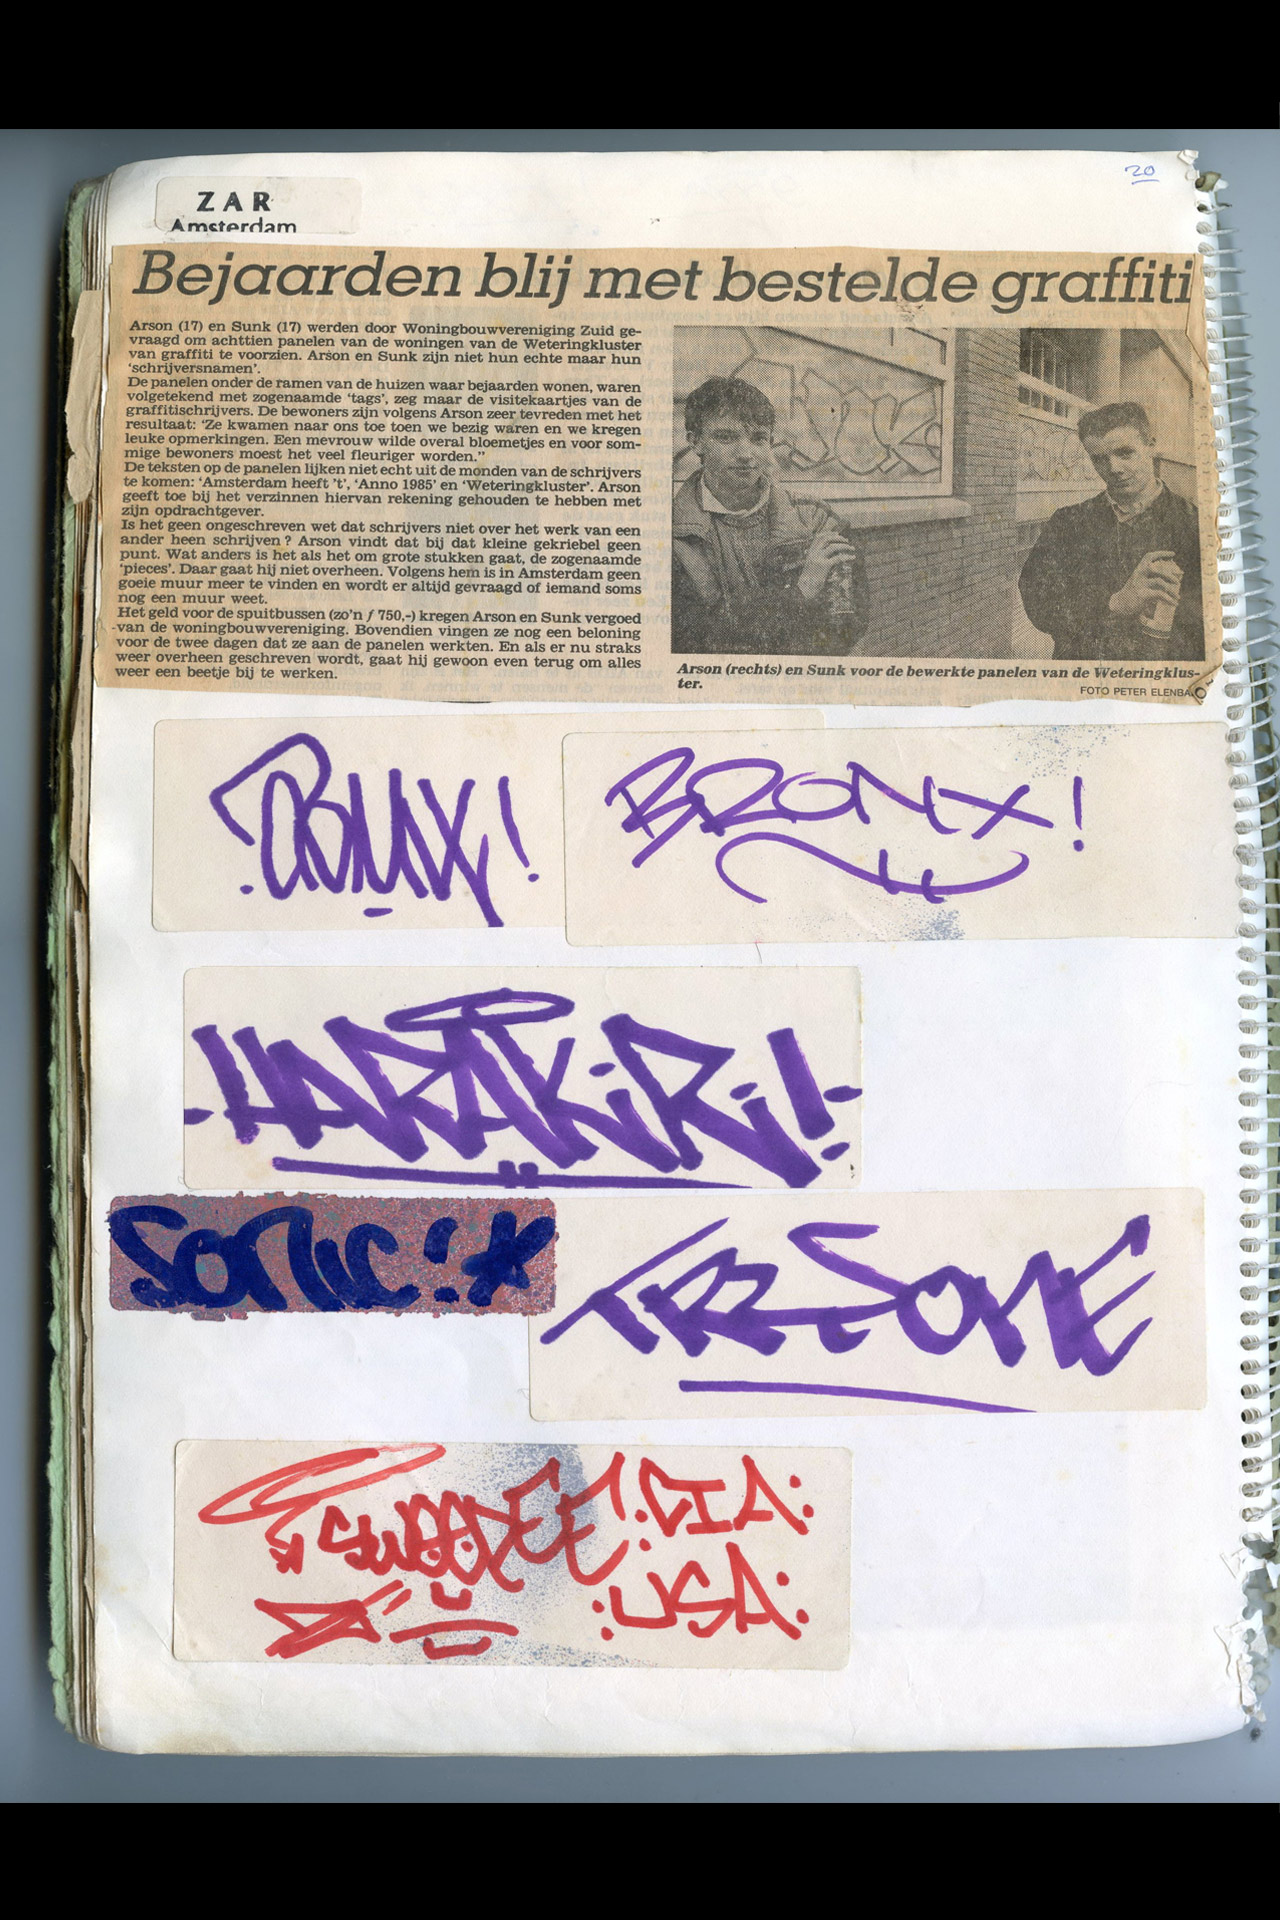 20
ZAR
Amsterdam
Bejaarden blij met bestelde graffiti
Arson (17) en Sunk (17) werden door Woningbouwvereniging Zuid ge-
vraagd om achttien panelen van de woningen van de Weteringkluster
van graffiti te voorzien. Arson en Sunk zijn niet hun echte maar hun
‘schrijversnamen’.
De panelen onder de ramen van de huizen waar bejaarden wonen, waren
volgetekend met zogenaamde ‘tags’, zeg maar de visitekaartjes van de
graffitischrijvers. De bewoners zijn volgens Arson zeer tevreden met het
resultaat: ‘Ze kwamen naar ons toe toen we bezig waren en we kregen
leuke opmerkingen. Een mevrouw wilde overal bloemetjes en voor som-
mige bewoners moest het veel fleuriger worden.”
De teksten op de panelen lijken niet echt uit de monden van de schrijvers
te komen: ‘Amsterdam heeft ’t’, ‘Anno 1985’ en ‘Weteringkluster’. Arson
geeft toe bij het verzinnen hiervan rekening gehouden te hebben met
zijn opdrachtgever.
Is het geen ongeschreven wet dat schrijvers niet over het werk van een
ander heen schrijven? Arson vindt dat bij dat kleine gekriebel geen
punt. Wat anders is het als het om grote stukken gaat, de zogenaamde
‘pieces’. Daar gaat hij niet overheen. Volgens hem is in Amsterdam geen
goeie muur meer te vinden en wordt er altijd gevraagd of iemand soms
nog een muur weet.
Het geld voor de spuitbussen (zo’n ƒ 750,-) kregen Arson en Sunk vergoed
van de woningbouwvereniging. Bovendien vingen ze nog een beloning
voor de twee dagen dat ze aan de panelen werkten. En als er nu straks
weer overheen geschreven wordt, gaat hij gewoon even terug om alles
weer een beetje bij te werken.
Arson (rechts) en Sunk voor de bewerkte panelen van de Weteringklus-
ter.
FOTO PETER ELENBA
BRONX!
HARAKiRi!
SONIC!*
SONE
SWOOPEE :CIA:
:USA: